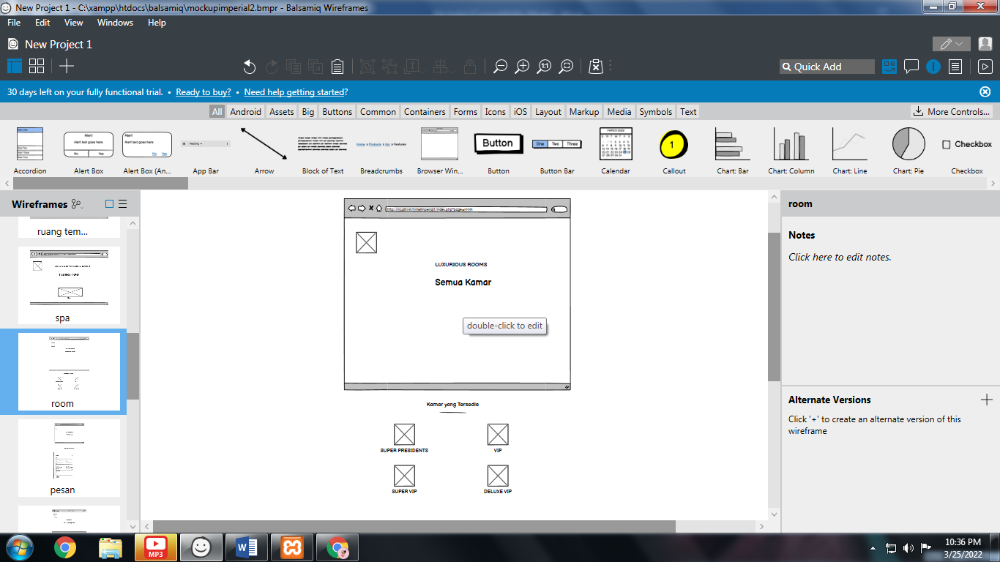 New Project 1 - C:\xampp\htdocs\balsamiq\mockupimperial2.bmpr - Balsamiq Wireframes
File Edit View Windows Help
New Project 1
1:1
Quick Add
30 days left on your fully functional trial. • Ready to buy? • Need help getting started?
All Android Assets Big Buttons Common Containers Forms Icons iOS Layout Markup Media Symbols Text More Controls...
Alert
Alert text goes here
No Yes
Alert
Alert text goes here
No Yes
Heading
Home Products Xyz Features
Button
One Two Three
MARCH 2022
1
Checkbox
Accordion Alert Box Alert Box (An... App Bar Arrow Block of Text Breadcrumbs Browser Win... Button Button Bar Calendar Callout Chart: Bar Chart: Column Chart: Line Chart: Pie Checkbox
Wireframes
ruang tem...
spa
room
pesan
http://localhost/hotelimperial1/index.php?page=room
LUXURIOUS ROOMS
Semua Kamar
double-click to edit
Kamar yang Tersedia
SUPER PRESIDENTS VIP
SUPER VIP DELUXE VIP
room
Notes
Click here to edit notes.
Alternate Versions
Click '+' to create an alternate version of this
wireframe
MP3
10:36 PM
3/25/2022